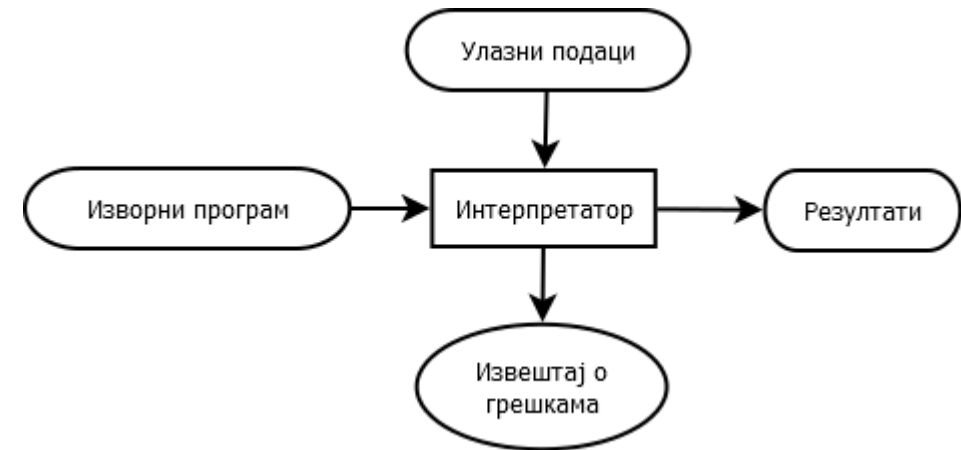 Улазни подаци
Изворни програм
Интерпретатор
Резултати
Извештај о
грешкама